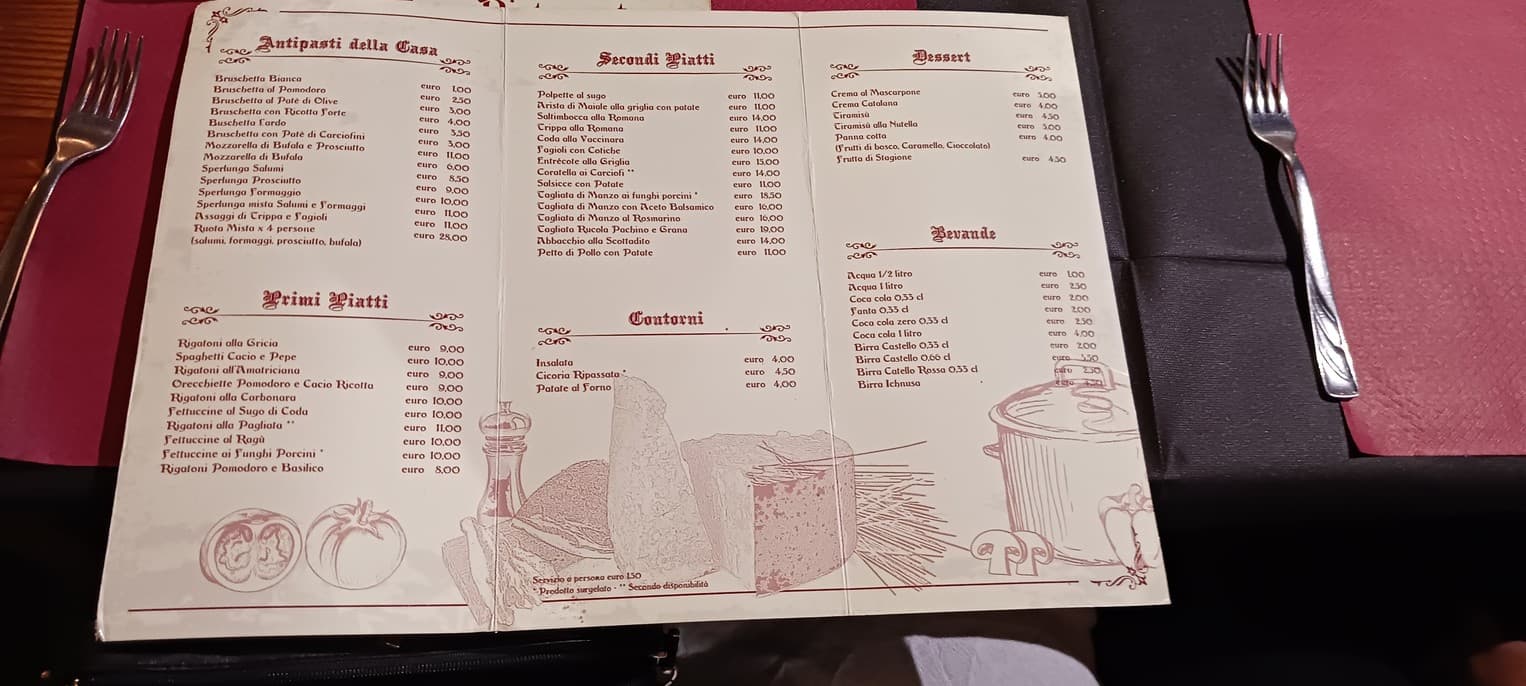 Antipasti della Casa
Bruschetta Bianca euro 1,00
Bruschetta al Pomodoro euro 2,50
Bruschetta al Patè di Olive euro 3,00
Bruschetta con Ricotta Forte euro 4,00
Buschetta Lardo euro 3,50
Bruschetta con Patè di Carciofini euro 3,00
Mozzarella di Bufala e Prosciutto euro 11,00
Mozzarella di Bufala euro 6,00
Sperlunga Salumi euro 8,50
Sperlunga Prosciutto euro 9,00
Sperlunga Formaggio euro 10,00
Sperlunga mista Salumi e Formaggi euro 11,00
Assaggi di Trippa e Fagioli euro 11,00
Ruota Mista x 4 persone euro 28,00
(salumi, formaggi, prosciutto, bufala)
Primi Piatti
Rigatoni alla Gricia euro 9,00
Spaghetti Cacio e Pepe euro 10,00
Rigatoni all'Amatriciana euro 9,00
Orecchiette Pomodoro e Cacio Ricotta euro 9,00
Rigatoni alla Carbonara euro 10,00
Fettuccine al Sugo di Coda euro 10,00
Rigatoni alla Pagliata ** euro 11,00
Fettuccine al Ragù euro 10,00
Fettuccine ai Funghi Porcini * euro 10,00
Rigatoni Pomodoro e Basilico euro 8,00
Secondi Piatti
Polpette al sugo euro 11,00
Arista di Maiale alla griglia con patate euro 11,00
Saltimbocca alla Romana euro 14,00
Trippa alla Romana euro 11,00
Coda alla Vaccinara euro 14,00
Fagioli con Cotiche euro 10,00
Entrécote alla Griglia euro 15,00
Coratella ai Carciofi ** euro 14,00
Salsicce con Patate euro 11,00
Tagliata di Manzo ai funghi porcini * euro 18,50
Tagliata di Manzo con Aceto Balsamico euro 16,00
Tagliata di Manzo al Rosmarino euro 16,00
Tagliata Rucola Pachino e Grana euro 19,00
Abbacchio alla Scottadito euro 14,00
Petto di Pollo con Patate euro 11,00
Contorni
Insalata euro 4,00
Cicoria Ripassata * euro 4,50
Patate al Forno euro 4,00
Servizio a persona euro 1,50
* Prodotto surgelato - ** Secondo disponibilità
Dessert
Crema al Mascarpone euro 5,00
Crema Catalana euro 4,00
Tiramisù euro 4,50
Tiramisù alla Nutella euro 5,00
Panna cotta euro 4,00
(Frutti di bosco, Caramello, Cioccolato)
Frutta di Stagione euro 4,50
Bevande
Acqua 1/2 litro euro 1,00
Acqua 1 litro euro 2,50
Coca cola 0,33 cl euro 2,00
Fanta 0,33 cl euro 2,00
Coca cola zero 0,33 cl euro 2,50
Coca cola 1 litro euro 4,00
Birra Castello 0,33 cl euro 2,00
Birra Castello 0,66 cl euro 3,50
Birra Catello Rossa 0,33 cl euro 2,50
Birra Ichnusa euro